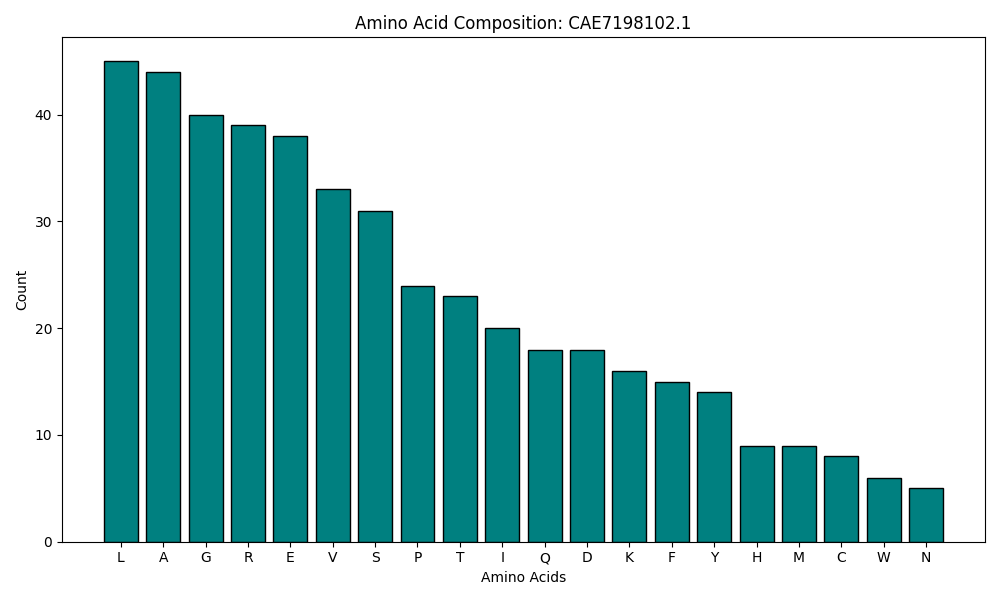 Amino Acid Composition: CAE7198102.1
Count
40
30
20
10
0
L A G R E V S P T I Q D K F Y H M C W N
Amino Acids